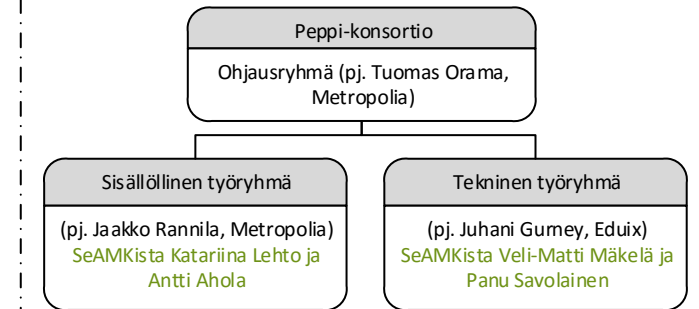 Peppi-konsortio
Ohjausryhmä (pj. Tuomas Orama,
Metropolia)
Sisällöllinen työryhmä
(pj. Jaakko Rannila, Metropolia)
SeAMKista Katariina Lehto ja
Antti Ahola
Tekninen työryhmä
(pj. Juhani Gurney, Eduix)
SeAMKista Veli-Matti Mäkelä ja
Panu Savolainen